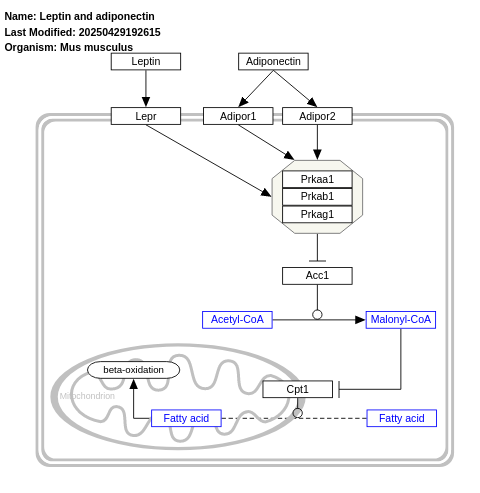 Name: Leptin and adiponectin
Last Modified: 20250429192615
Organism: Mus musculus
Leptin
Adiponectin
Lepr
Adipor1
Adipor2
Prkaa1
Prkab1
Prkag1
Acc1
Acetyl-CoA
Malonyl-CoA
beta-oxidation
Cpt1
Mitochondrion
Fatty acid
Fatty acid